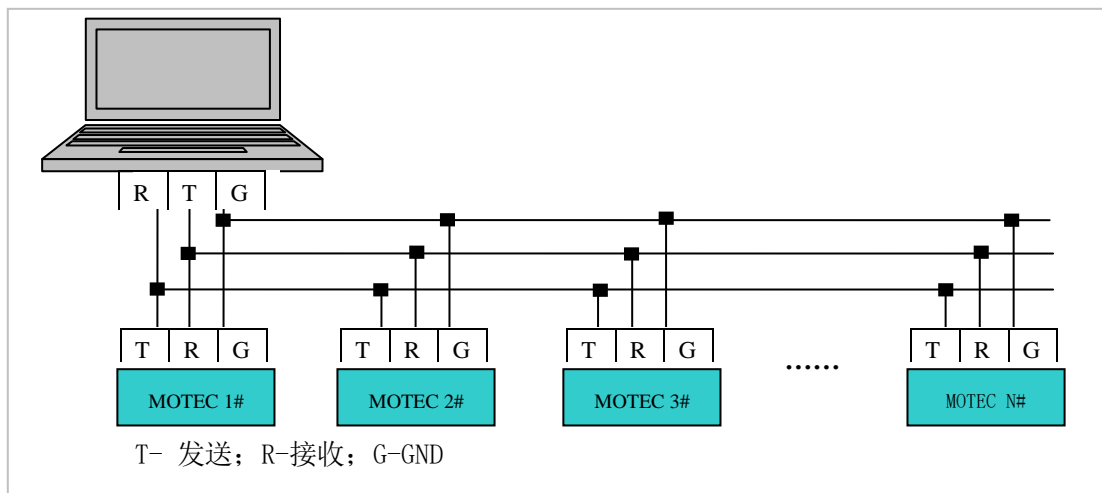 R T G
T R G T R G T R G ...... T R G
MOTEC 1# MOTEC 2# MOTEC 3# MOTEC N#
T- 发送；R-接收；G-GND